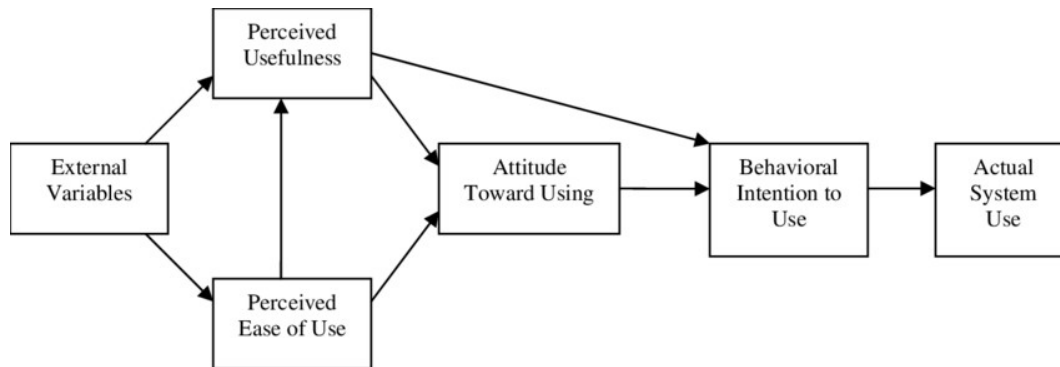 Perceived
Usefulness
External
Variables
Attitude
Toward Using
Behavioral
Intention to
Use
Actual
System
Use
Perceived
Ease of Use